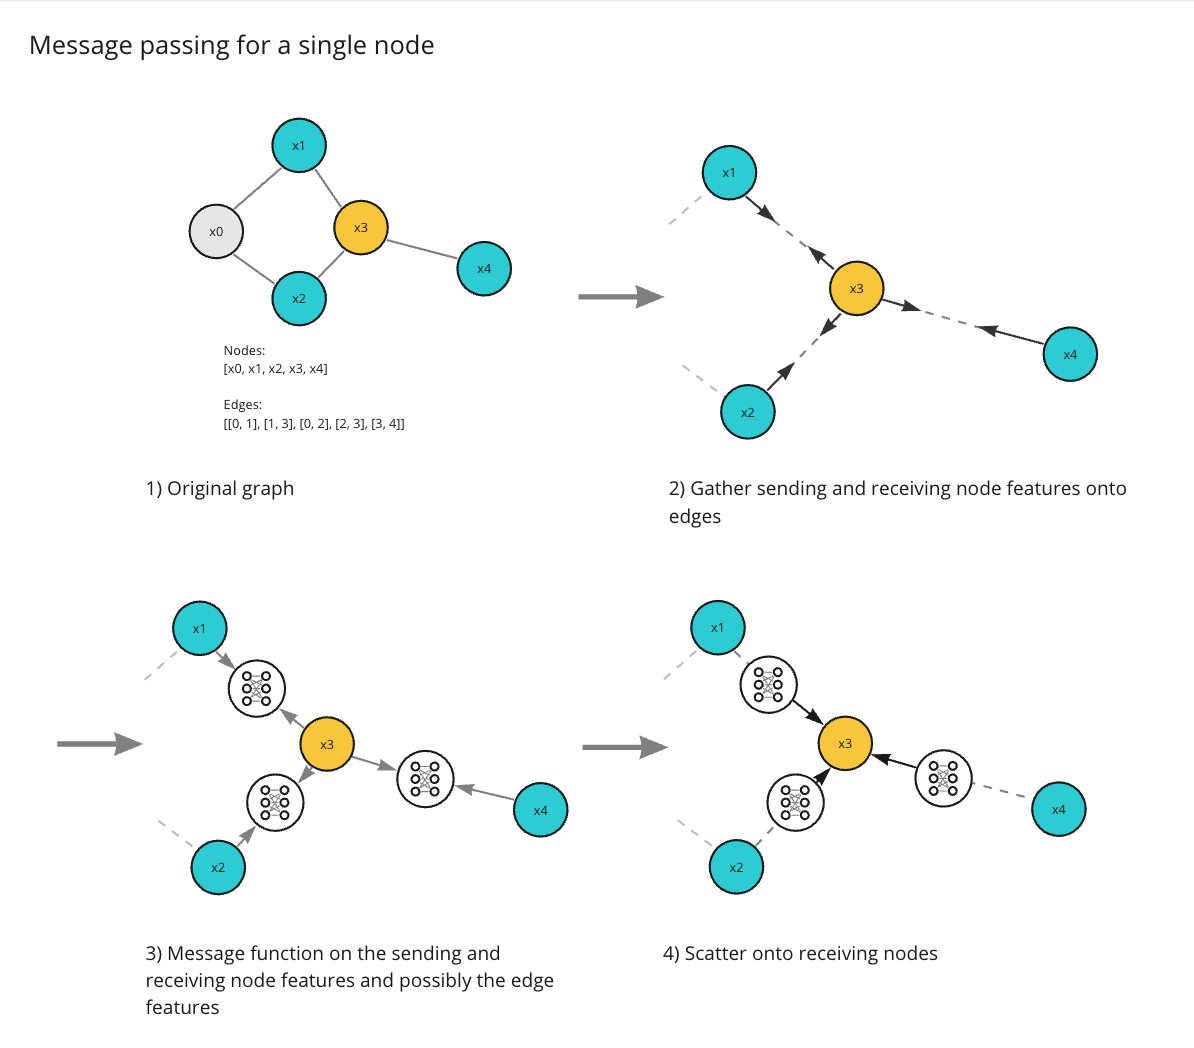 Message passing for a single node
x1
x0
x3
x4
x2
Nodes:
[x0, x1, x2, x3, x4]
Edges:
[[0, 1], [1, 3], [0, 2], [2, 3], [3, 4]]
1) Original graph
x1
x3
x4
x2
2) Gather sending and receiving node features onto
edges
x1
x3
x4
x2
3) Message function on the sending and
receiving node features and possibly the edge
features
x1
x3
x4
x2
4) Scatter onto receiving nodes